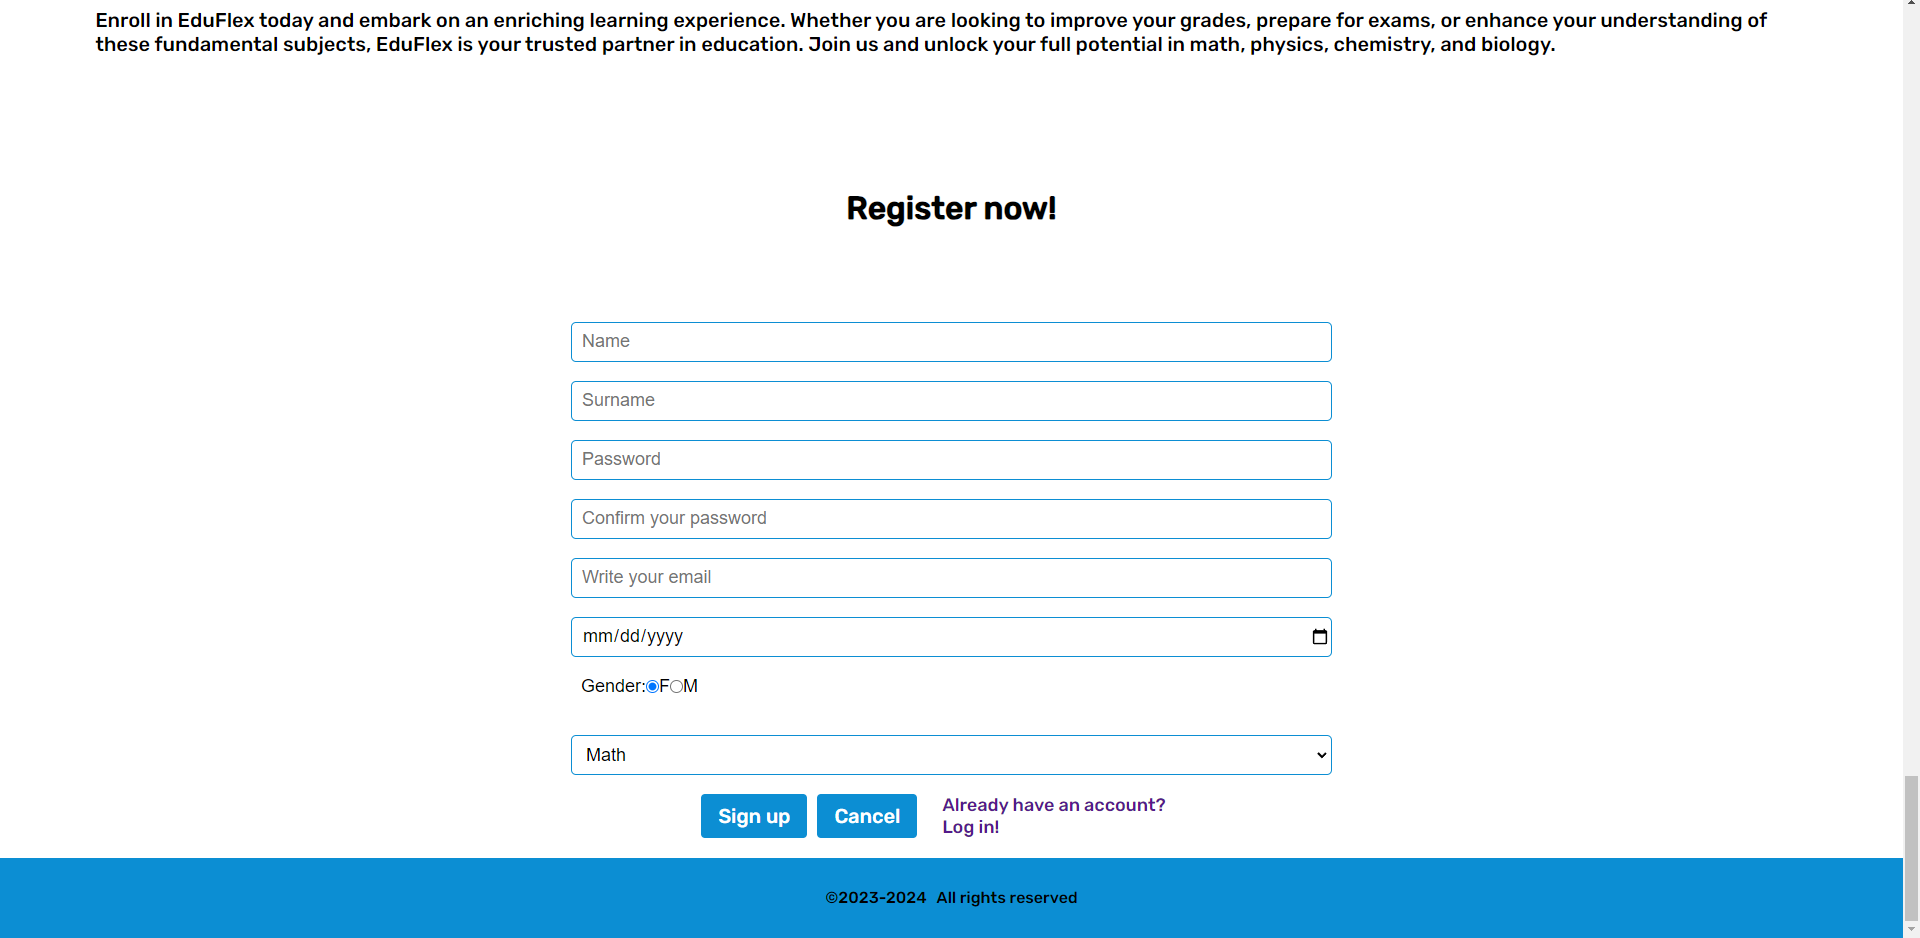 Enroll in EduFlex today and embark on an enriching learning experience. Whether you are looking to improve your grades, prepare for exams, or enhance your understanding of
these fundamental subjects, EduFlex is your trusted partner in education. Join us and unlock your full potential in math, physics, chemistry, and biology.
Register now!
Name
Surname
Password
Confirm your password
Write your email
mm/dd/yyyy
Gender:FM
Math
Sign up Cancel Already have an account?
Log in!
©2023-2024 All rights reserved